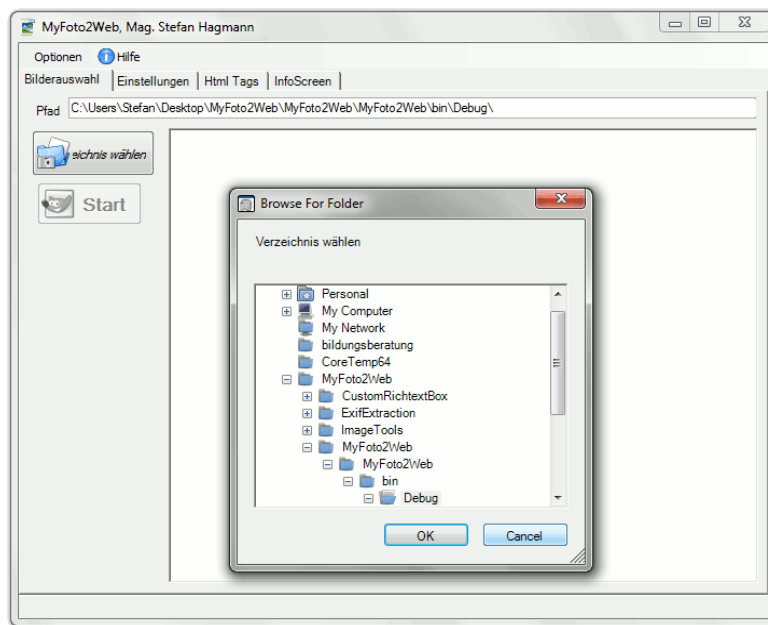 MyFoto2Web, Mag. Stefan Hagmann
Optionen Hilfe
Bilderauswahl Einstellungen Html Tags InfoScreen
Pfad C:\Users\Stefan\Desktop\MyFoto2Web\MyFoto2Web\MyFoto2Web\bin\Debug\
eichnis wählen
Start
Browse For Folder
Verzeichnis wählen
Personal
My Computer
My Network
bildungsberatung
CoreTemp64
MyFoto2Web
CustomRichtextBox
ExifExtraction
ImageTools
MyFoto2Web
MyFoto2Web
bin
Debug
OK Cancel